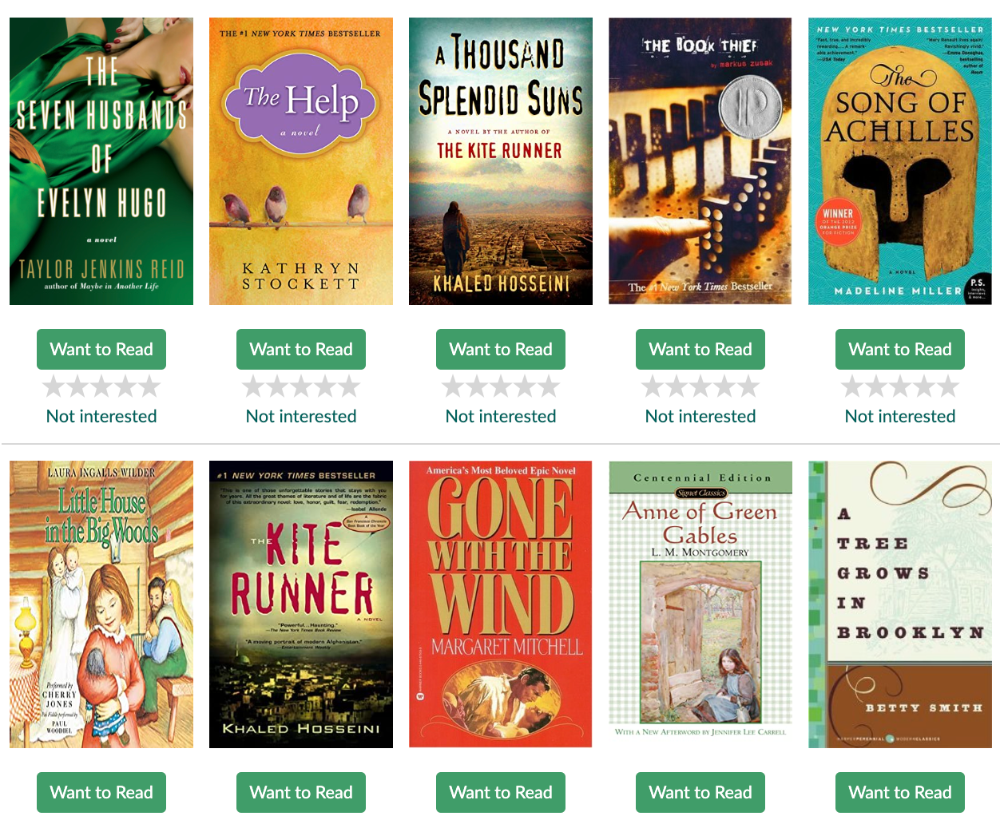 THE
SEVEN HUSBANDS
OF
EVELYN HUGO
a novel
TAYLOR JENKINS REID
author of Maybe in Another Life
THE #1 NEW YORK TIMES BESTSELLER
The Help
a novel
KATHRYN
STOCKETT
A THOUSAND
SPLENDID SUNS
A NOVEL BY THE AUTHOR OF
THE KITE RUNNER
KHALED HOSSEINI
THE BOOK THIEF
by markus zusak
The #1 New York Times Bestseller
NEW YORK TIMES BESTSELLER
"Fast, true, and incredibly
rewarding....A remark-
able achievement."
—USA Today
"Mary Renault lives again!
Ravishingly vivid."
—Emma Donoghue,
bestselling
author of
Room
The
SONG OF
ACHILLES
WINNER
OF THE 2012
ORANGE PRIZE
FOR FICTION
A NOVEL
MADELINE MILLER
P.S.
Insights,
Interviews
& More...
Want to Read
Want to Read
Want to Read
Want to Read
Want to Read
Not interested
Not interested
Not interested
Not interested
Not interested
LAURA INGALLS WILDER
Little House
in the Big Woods
Performed by
CHERRY
JONES
Fiddle performed by
PAUL
WOODIEL
#1 NEW YORK TIMES BESTSELLER
"This is one of those unforgettable stories that stays with you
for years. All the great themes of literature and of life are the fabric
of this extraordinary novel: love, honor, guilt, fear, redemption."
—Isabel Allende
A
San Francisco Chronicle
Best Book of the Year
THE
KITE
RUNNER
A NOVEL
"Powerful...Haunting."
—The New York Times Book Review
"A moving portrait of modern Afghanistan."
—Entertainment Weekly
KHALED HOSSEINI
America's Most Beloved Epic Novel
GONE
WITH THE
WIND
MARGARET MITCHELL
Centennial Edition
Signet Classics
Anne of Green
Gables
L. M. MONTGOMERY
WITH A NEW AFTERWORD BY JENNIFER LEE CARRELL
A
TREE
GROWS
IN
BROOKLYN
BETTY SMITH
HARPERPERENNIAL MODERNCLASSICS
Want to Read
Want to Read
Want to Read
Want to Read
Want to Read